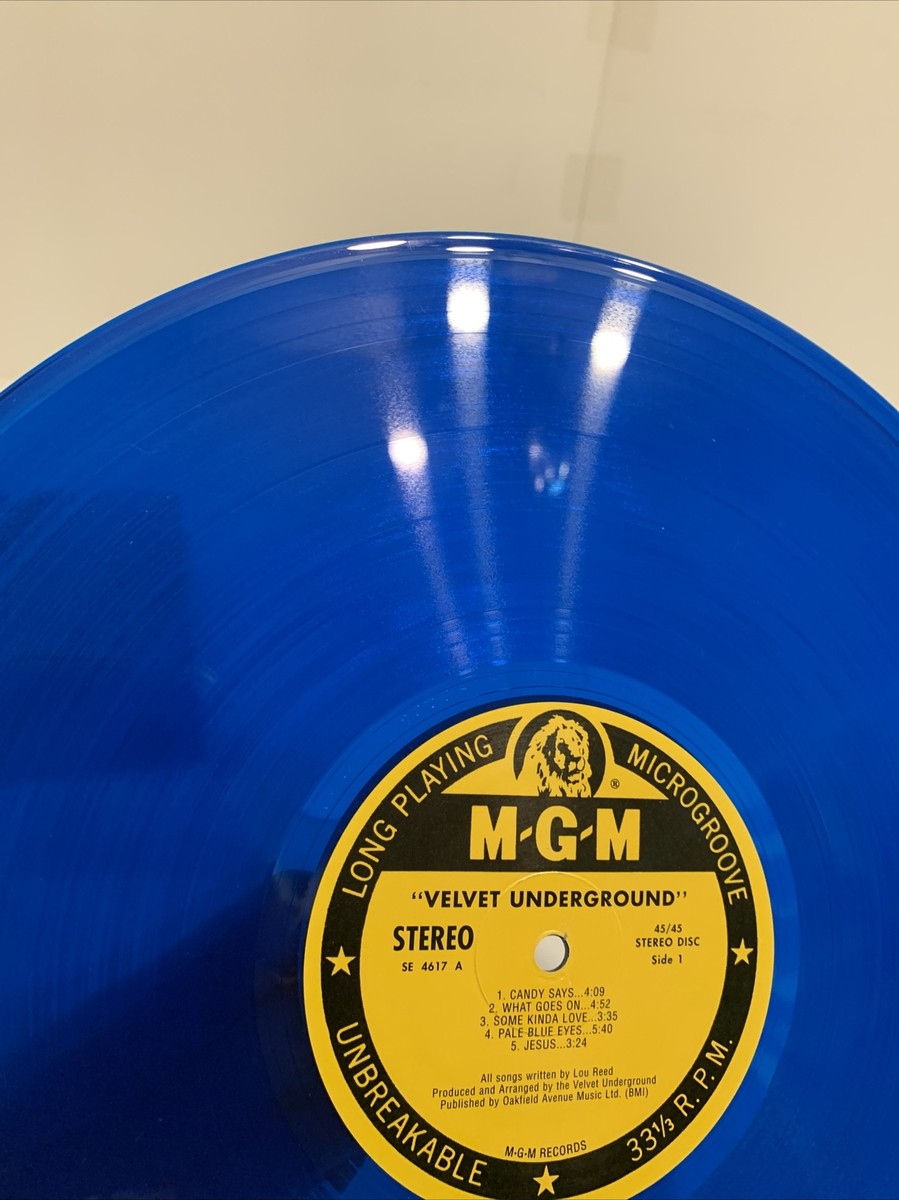 LONG PLAYING
MICROGROOVE
®
M-G-M
"VELVET UNDERGROUND"
STEREO
SE 4617 A
45/45
STEREO DISC
Side 1
1. CANDY SAYS...4:09
2. WHAT GOES ON...4:52
3. SOME KINDA LOVE...3:35
4. PALE BLUE EYES...5:40
5. JESUS...3:24
All songs written by Lou Reed
Produced and Arranged by the Velvet Underground
Published by Oakfield Avenue Music Ltd. (BMI)
M-G-M RECORDS
UNBREAKABLE
33⅓ R.P.M.